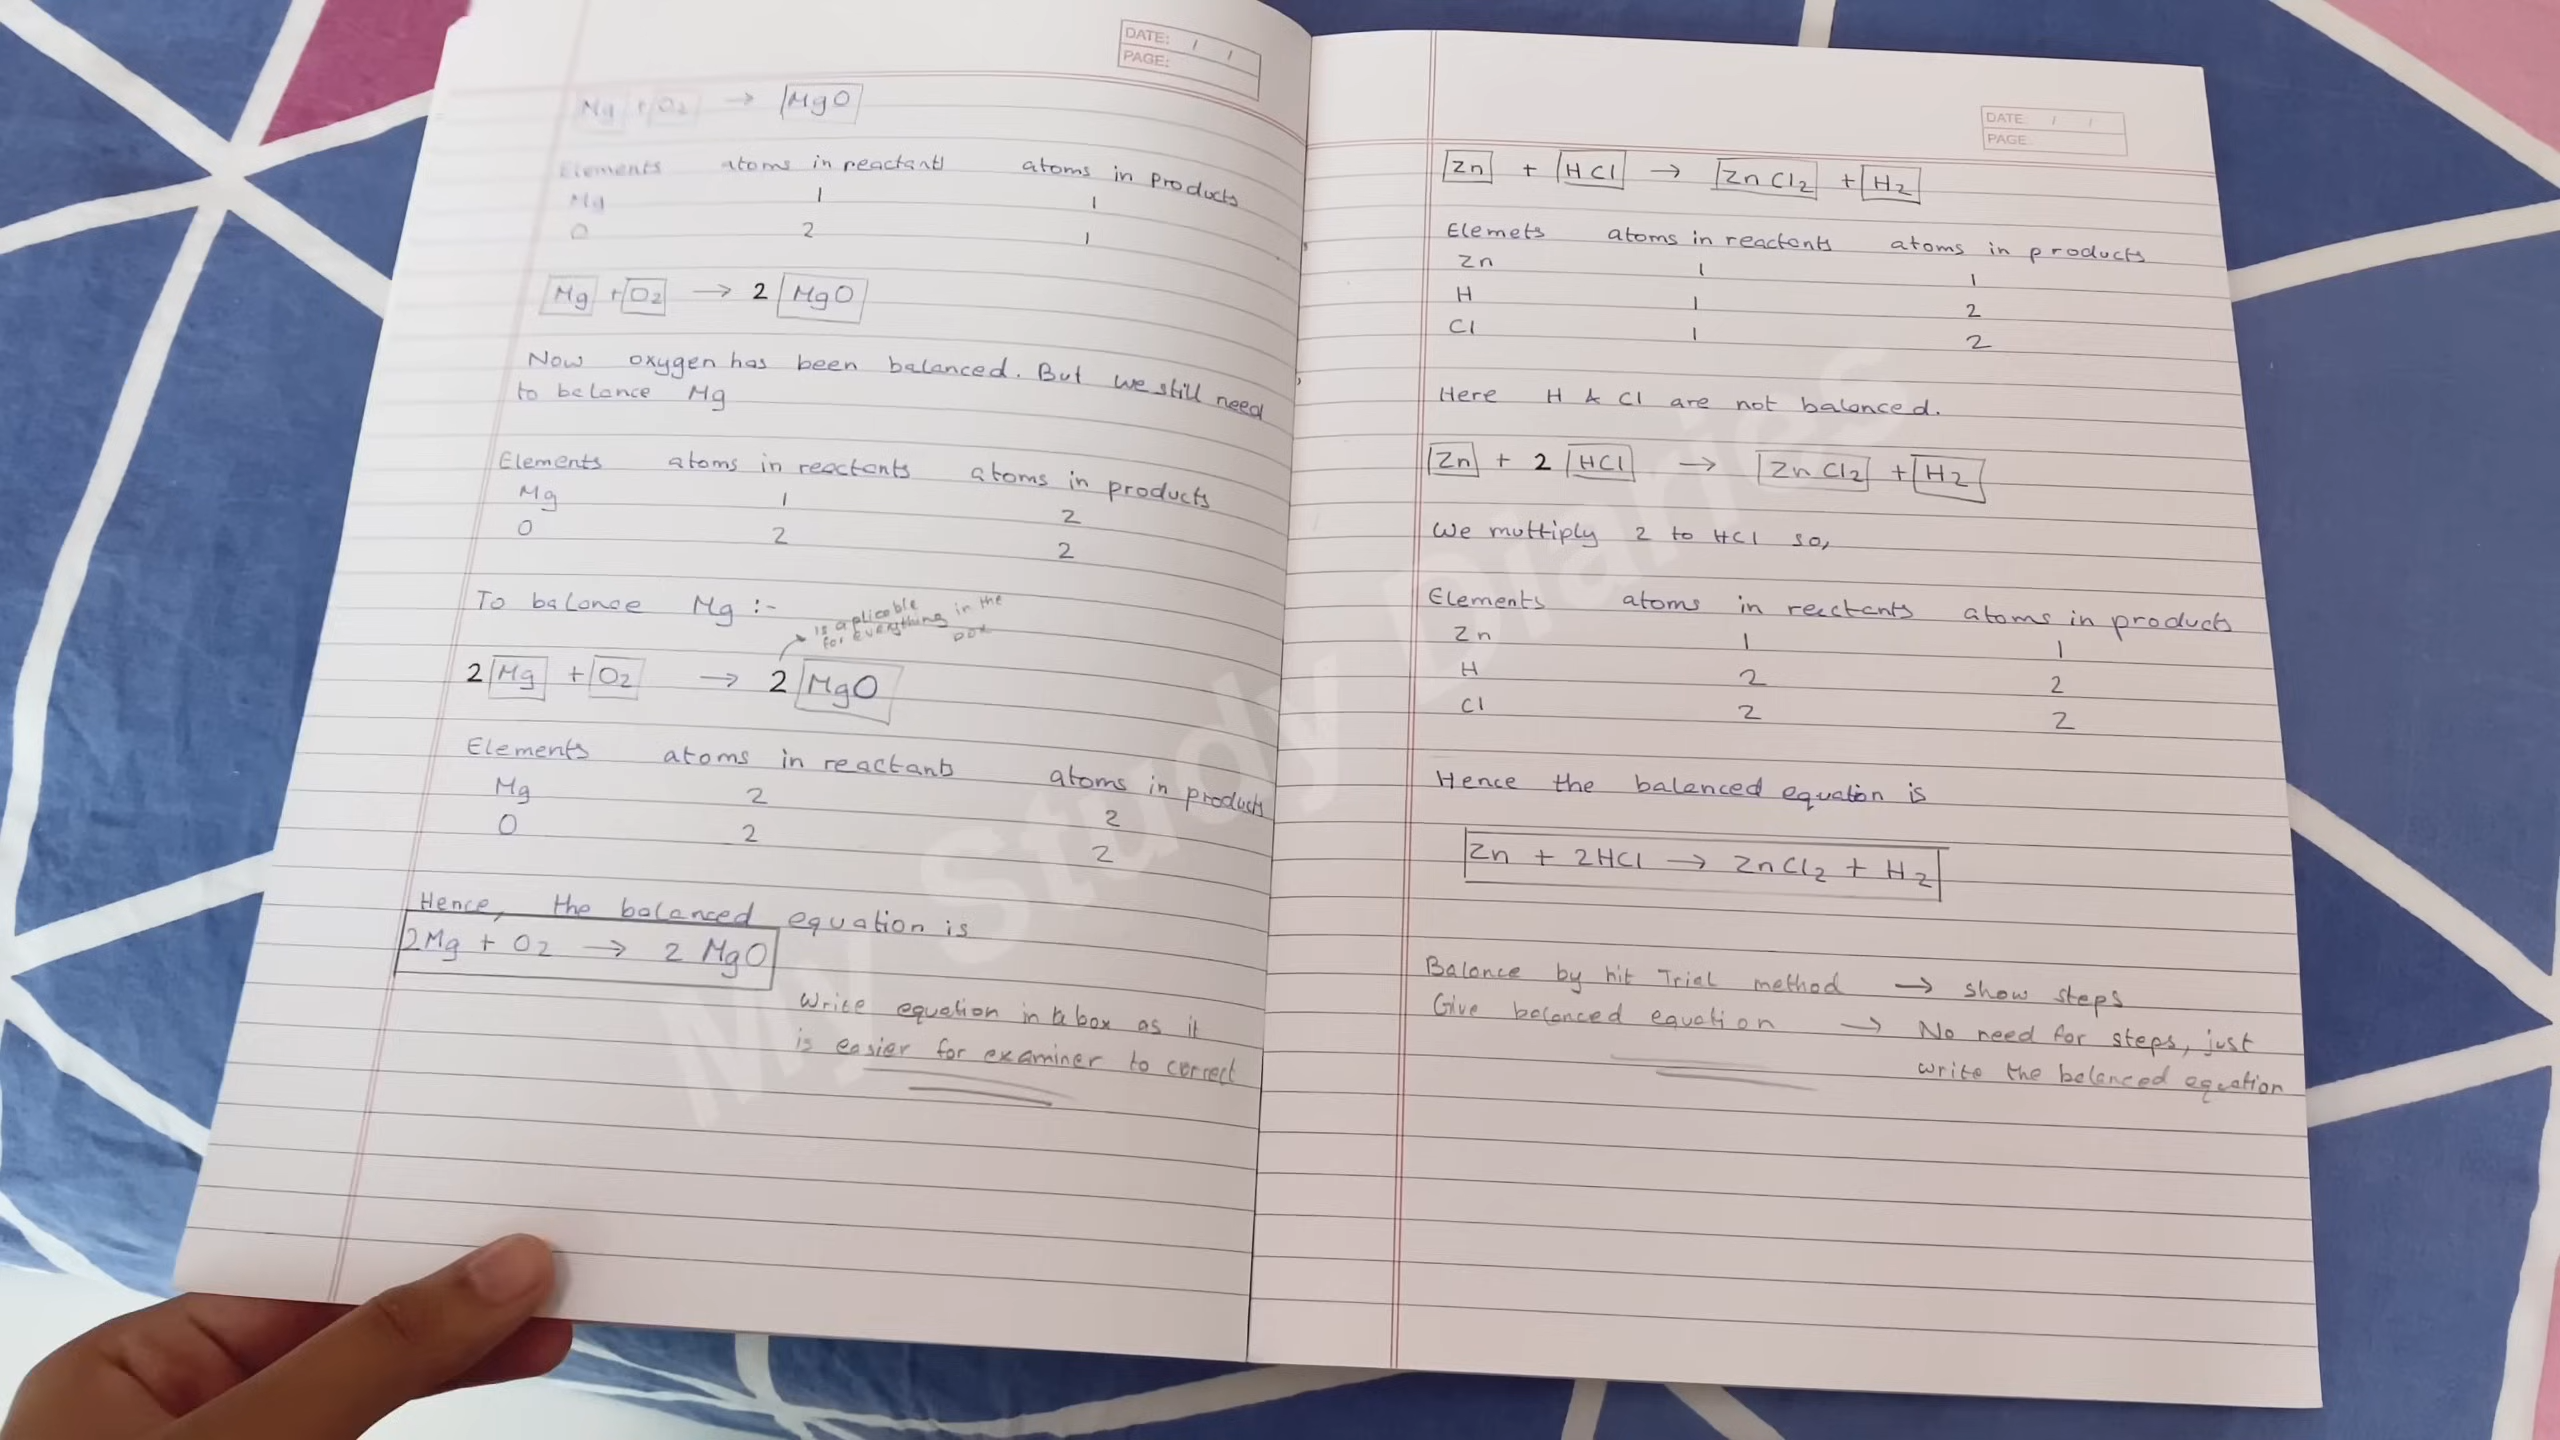 DATE: / /
PAGE:
Mg + O2 → MgO
Elements atoms in reactants atoms in products
Mg 1 1
O 2 1
Mg + O2 → 2 MgO
Now oxygen has been balanced. But we still need
to balance Mg
Elements atoms in reactants atoms in products
Mg 1 2
O 2 2
To balance Mg :-
is aplicable
for everything in the
box
2 Mg + O2 → 2 MgO
Elements atoms in reactants atoms in products
Mg 2 2
O 2 2
Hence, the balanced equation is
2Mg + O2 → 2 MgO
Write equation in a box as it
is easier for examiner to correct
DATE: / /
PAGE:
Zn + HCl → ZnCl2 + H2
Elemets atoms in reactants atoms in products
Zn 1 1
H 1 2
Cl 1 2
Here H & Cl are not balanced.
Zn + 2 HCl → ZnCl2 + H2
We multiply 2 to HCl so,
Elements atoms in reactants atoms in products
Zn 1 1
H 2 2
Cl 2 2
Hence the balanced equation is
Zn + 2HCl → ZnCl2 + H2
Balance by hit Trial method → show steps
Give balanced equation → No need for steps, just
write the balanced equation
My Study Diaries